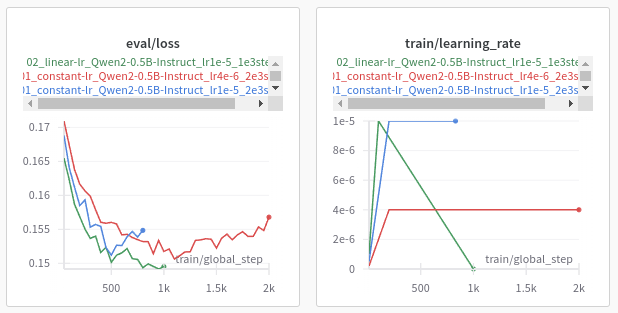 eval/loss
02_linear-lr_Qwen2-0.5B-Instruct_lr1e-5_1e3ste
01_constant-lr_Qwen2-0.5B-Instruct_lr4e-6_2e3s
01_constant-lr_Qwen2-0.5B-Instruct_lr1e-5_2e3s
0.17
0.165
0.16
0.155
0.15
train/global_step
500 1k 1.5k 2k
train/learning_rate
02_linear-lr_Qwen2-0.5B-Instruct_lr1e-5_1e3ste
01_constant-lr_Qwen2-0.5B-Instruct_lr4e-6_2e3s
01_constant-lr_Qwen2-0.5B-Instruct_lr1e-5_2e3s
1e-5
8e-6
6e-6
4e-6
2e-6
0
train/global_step
500 1k 1.5k 2k